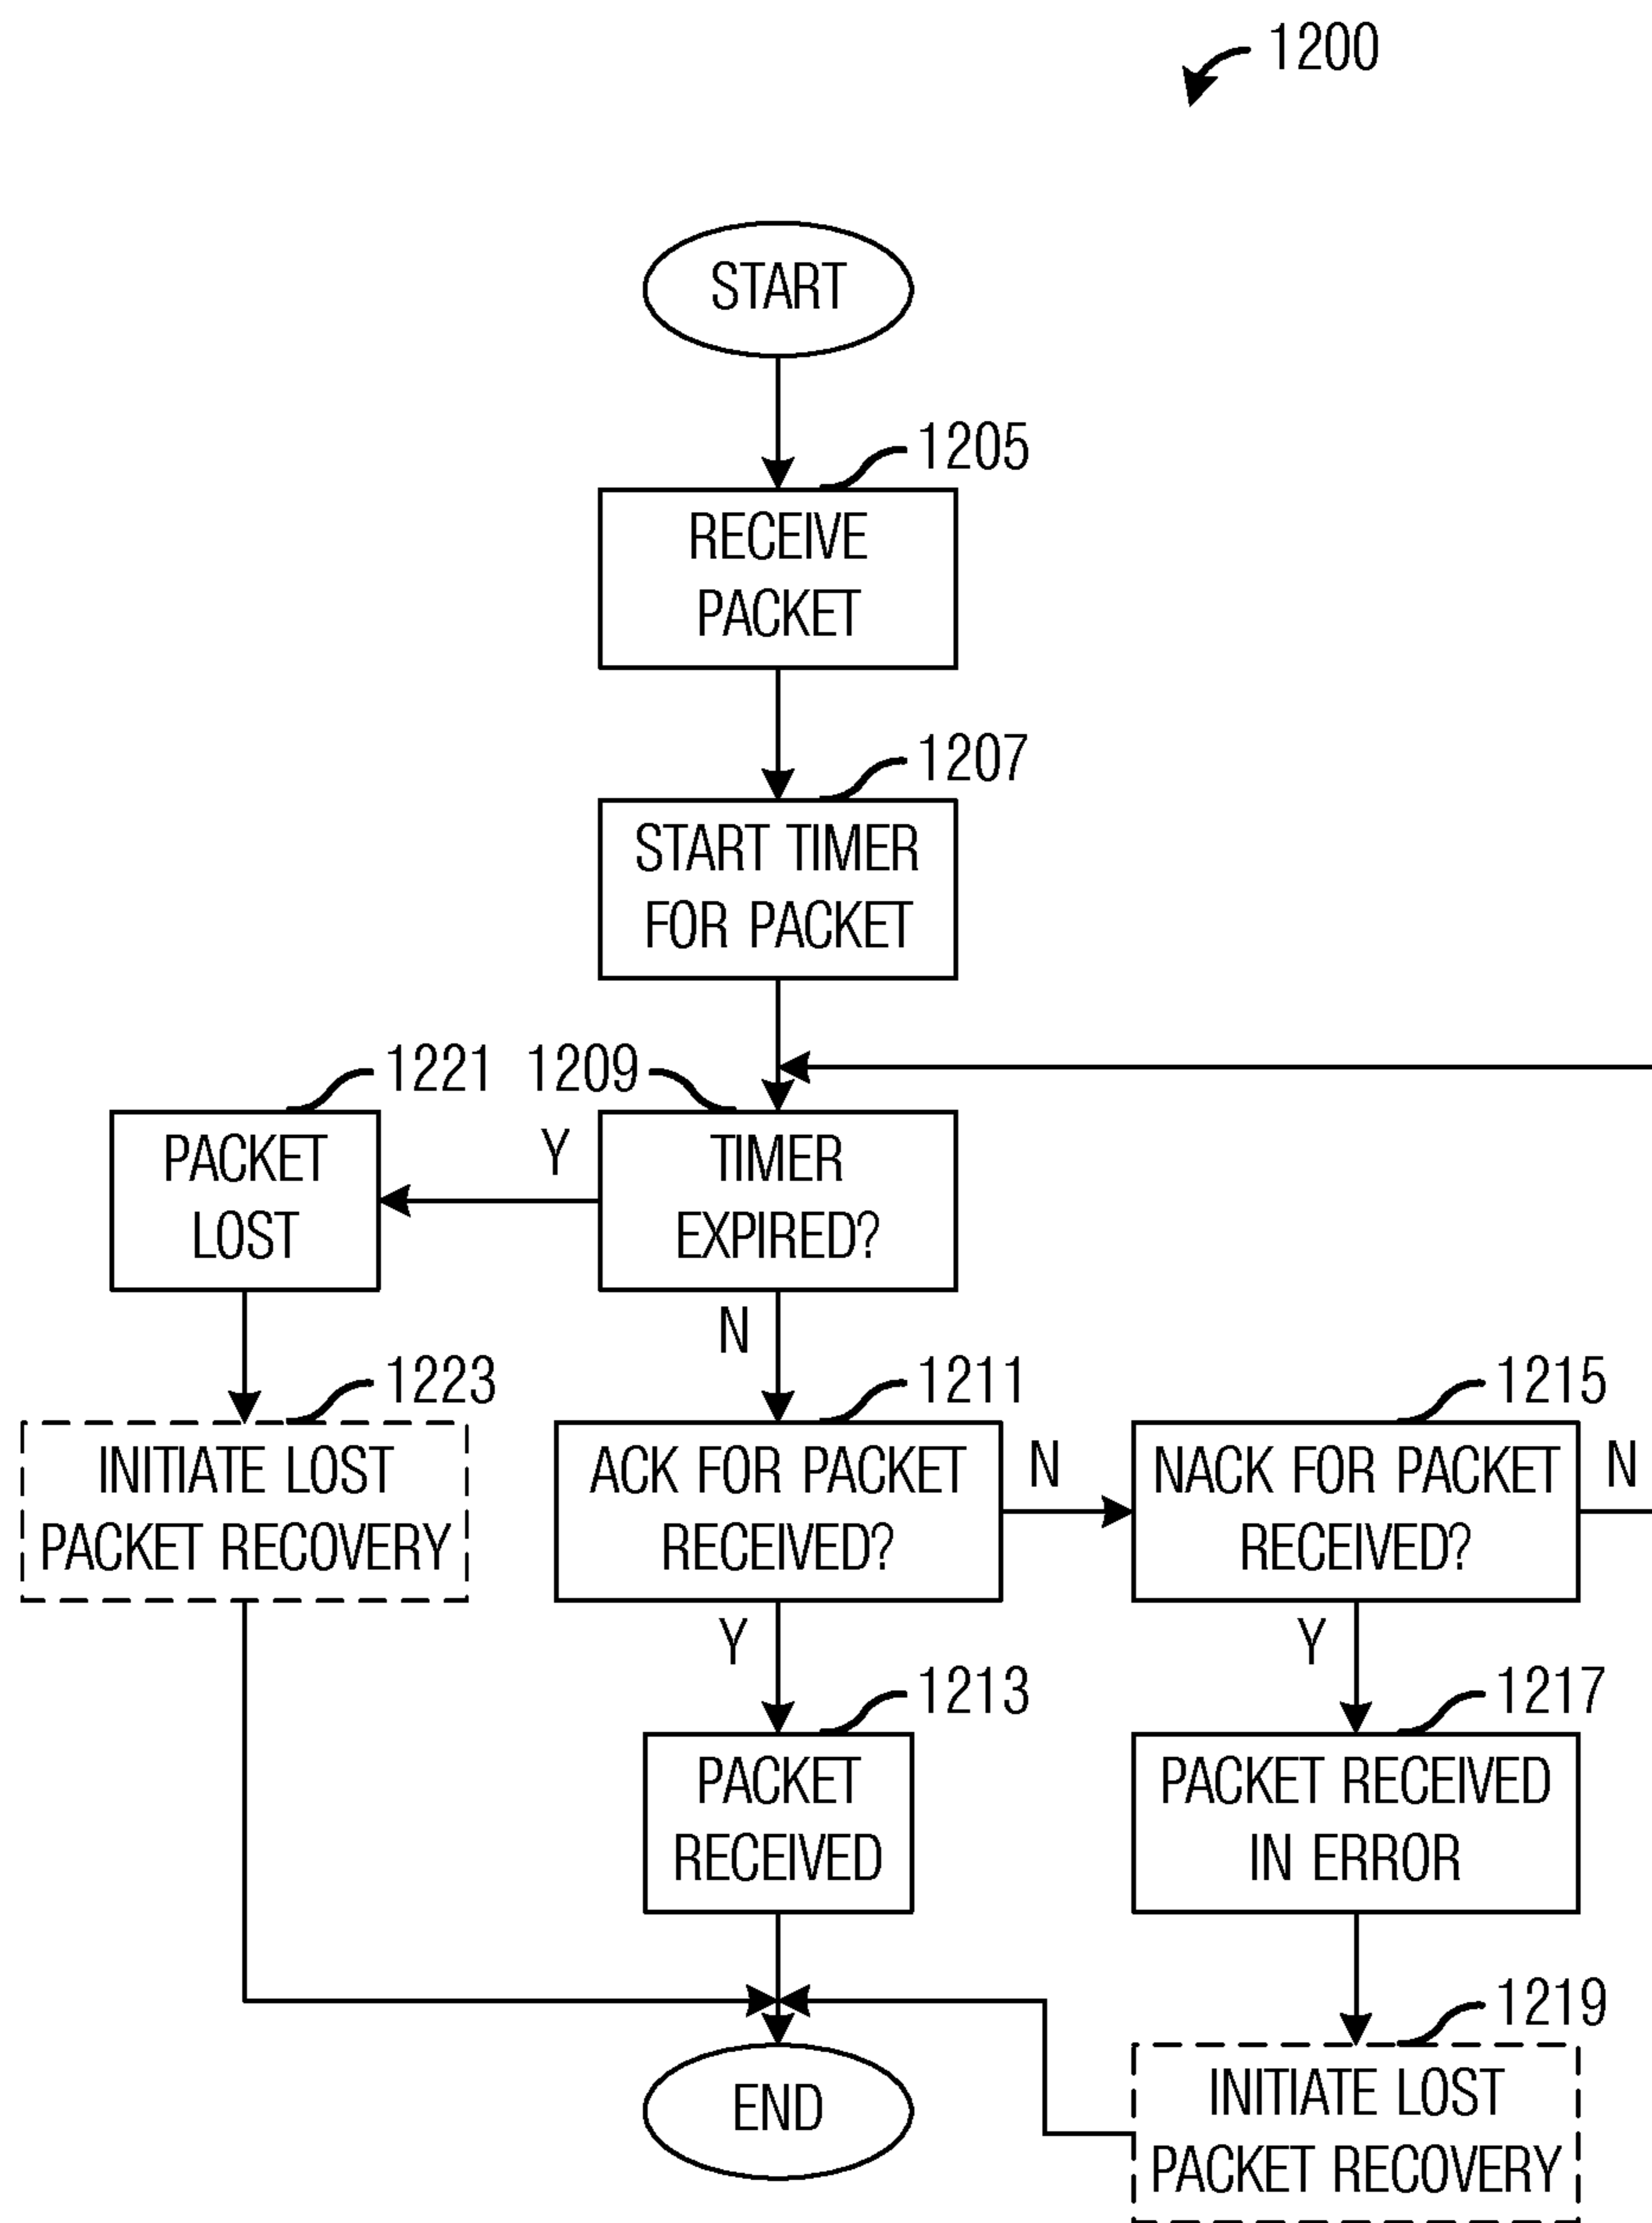 1200
START
1205
RECEIVE
PACKET
1207
START TIMER
FOR PACKET
1221
1209
PACKET
LOST
Y
TIMER
EXPIRED?
N
1223
1211
1215
INITIATE LOST
PACKET RECOVERY
ACK FOR PACKET
RECEIVED?
N
NACK FOR PACKET
RECEIVED?
N
Y
Y
1213
1217
PACKET
RECEIVED
PACKET RECEIVED
IN ERROR
1219
END
INITIATE LOST
PACKET RECOVERY